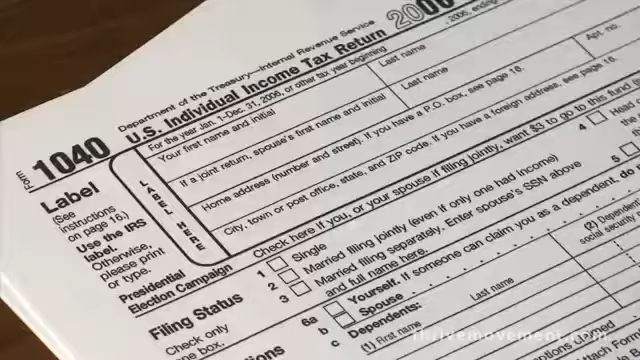 Form 1040
Department of the Treasury—Internal Revenue Service
U.S. Individual Income Tax Return 2006
For the year Jan. 1-Dec. 31, 2006, or other tax year beginning
, 2006, ending
Label
(See
instructions
on page 16.)
Use the IRS
label.
Otherwise,
please print
or type.
LABEL HERE
Your first name and initial
Last name
If a joint return, spouse's first name and initial
Last name
Home address (number and street). If you have a P.O. box, see page 16.
Apt. no.
City, town or post office, state, and ZIP code. If you have a foreign address, see page 16.
Presidential
Election Campaign
Check here if you, or your spouse if filing jointly, want $3 to go to this fund
Filing Status
Check only
one box.
1 Single
2 Married filing jointly (even if only one had income)
3 Married filing separately. Enter spouse's SSN above
and full name here.
4 Head
5
6a Yourself. If someone can claim you as a dependent, do
b Spouse
c Dependents:
(1) First name
Last name
(2) Dependent
social securi
thrivemovement.com